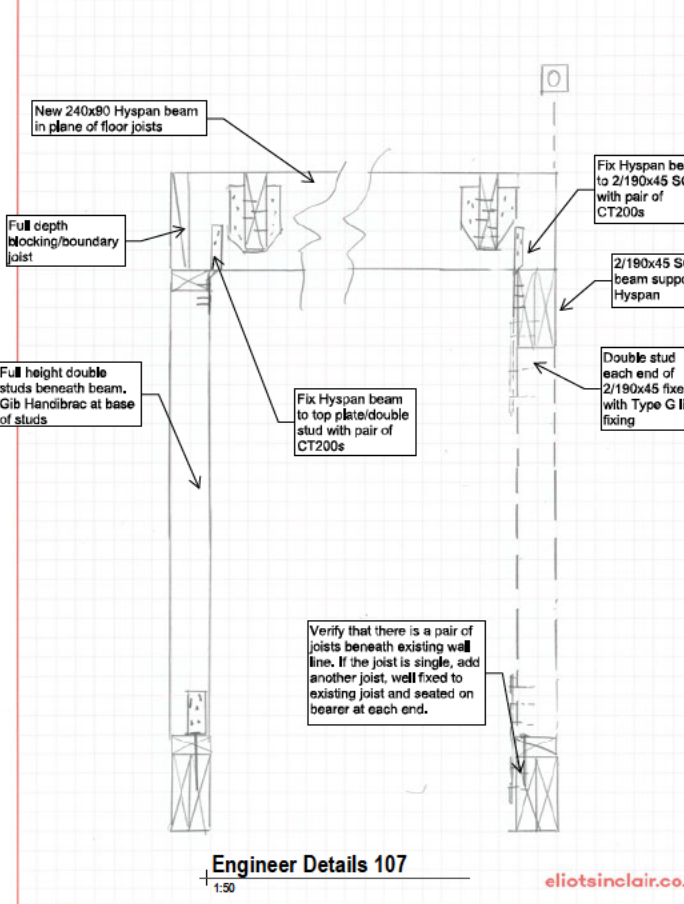 New 240x90 Hyspan beam
in plane of floor joists
Fix Hyspan be
to 2/190x45 S
with pair of
CT200s
Full depth
blocking/boundary
joist
2/190x45 S
beam supp
Hyspan
Double stud
each end of
2/190x45 fixe
with Type G
fixing
Full height double
studs beneath beam.
Gib Handibrac at base
of studs
Fix Hyspan beam
to top plate/double
stud with pair of
CT200s
Verify that there is a pair of
joists beneath existing wall
line. If the joist is single, add
another joist, well fixed to
existing joist and seated on
bearer at each end.
Engineer Details 107
1:50
eliotsinclair.co.